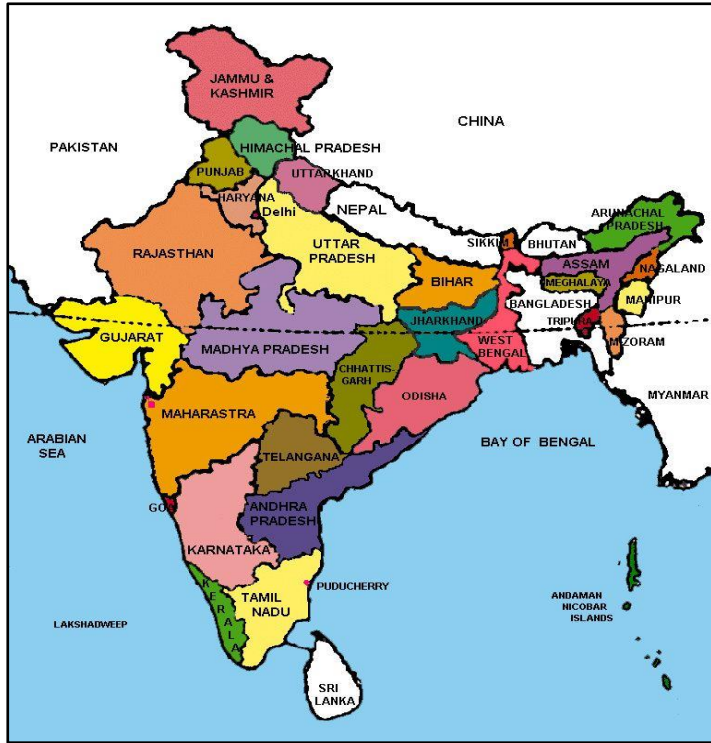 JAMMU &
KASHMIR
CHINA
PAKISTAN
HIMACHAL PRADESH
PUNJAB
UTTARKHAND
HARYANA
Delhi
NEPAL
ARUNACHAL
PRADESH
SIKKIM
BHUTAN
RAJASTHAN
UTTAR
PRADESH
ASSAM
NAGALAND
BIHAR
MEGHALAYA
BANGLADESH
MANIPUR
JHARKHAND
TRIPURA
GUJARAT
MADHYA PRADESH
WEST
BENGAL
MIZORAM
CHHATTIS-
GARH
ODISHA
MYANMAR
MAHARASTRA
ARABIAN
SEA
BAY OF BENGAL
TELANGANA
GOA
ANDHRA
PRADESH
KARNATAKA
PUDUCHERRY
KERALA
TAMIL
NADU
ANDAMAN
NICOBAR
ISLANDS
LAKSHADWEEP
SRI
LANKA